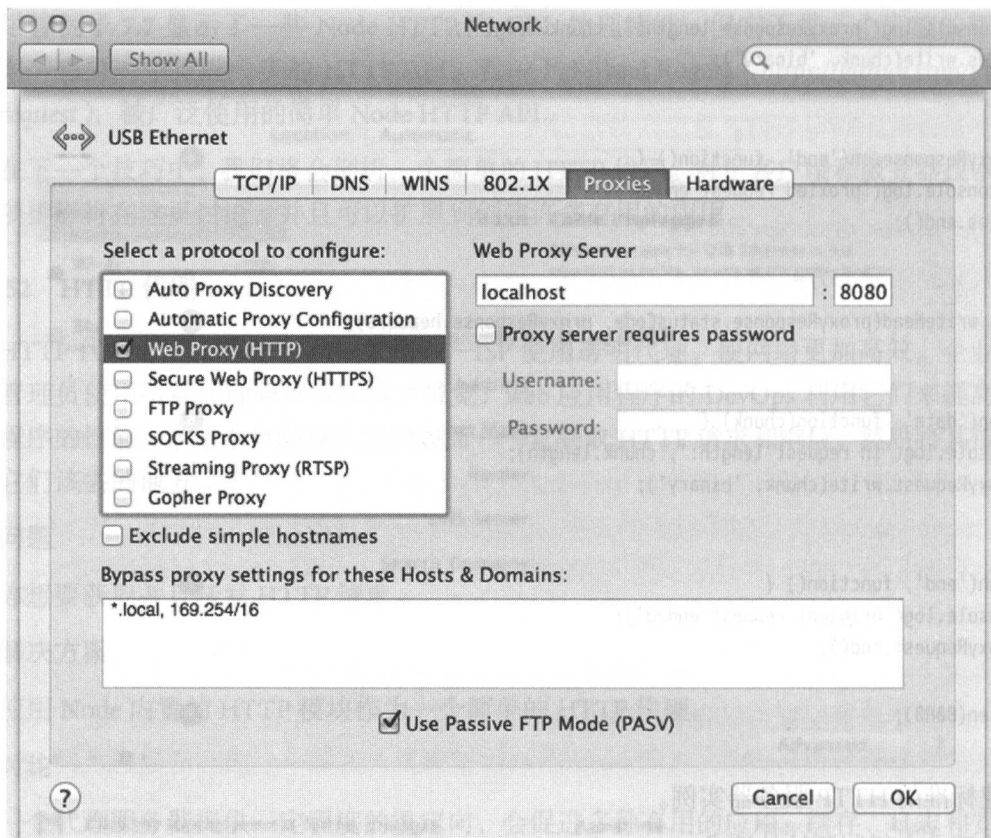 Network
Show All
USB Ethernet
TCP/IP DNS WINS 802.1X Proxies Hardware
Select a protocol to configure:
Auto Proxy Discovery
Automatic Proxy Configuration
Web Proxy (HTTP)
Secure Web Proxy (HTTPS)
FTP Proxy
SOCKS Proxy
Streaming Proxy (RTSP)
Gopher Proxy
Exclude simple hostnames
Web Proxy Server
localhost : 8080
Proxy server requires password
Username:
Password:
Bypass proxy settings for these Hosts & Domains:
*.local, 169.254/16
Use Passive FTP Mode (PASV)
? Cancel OK